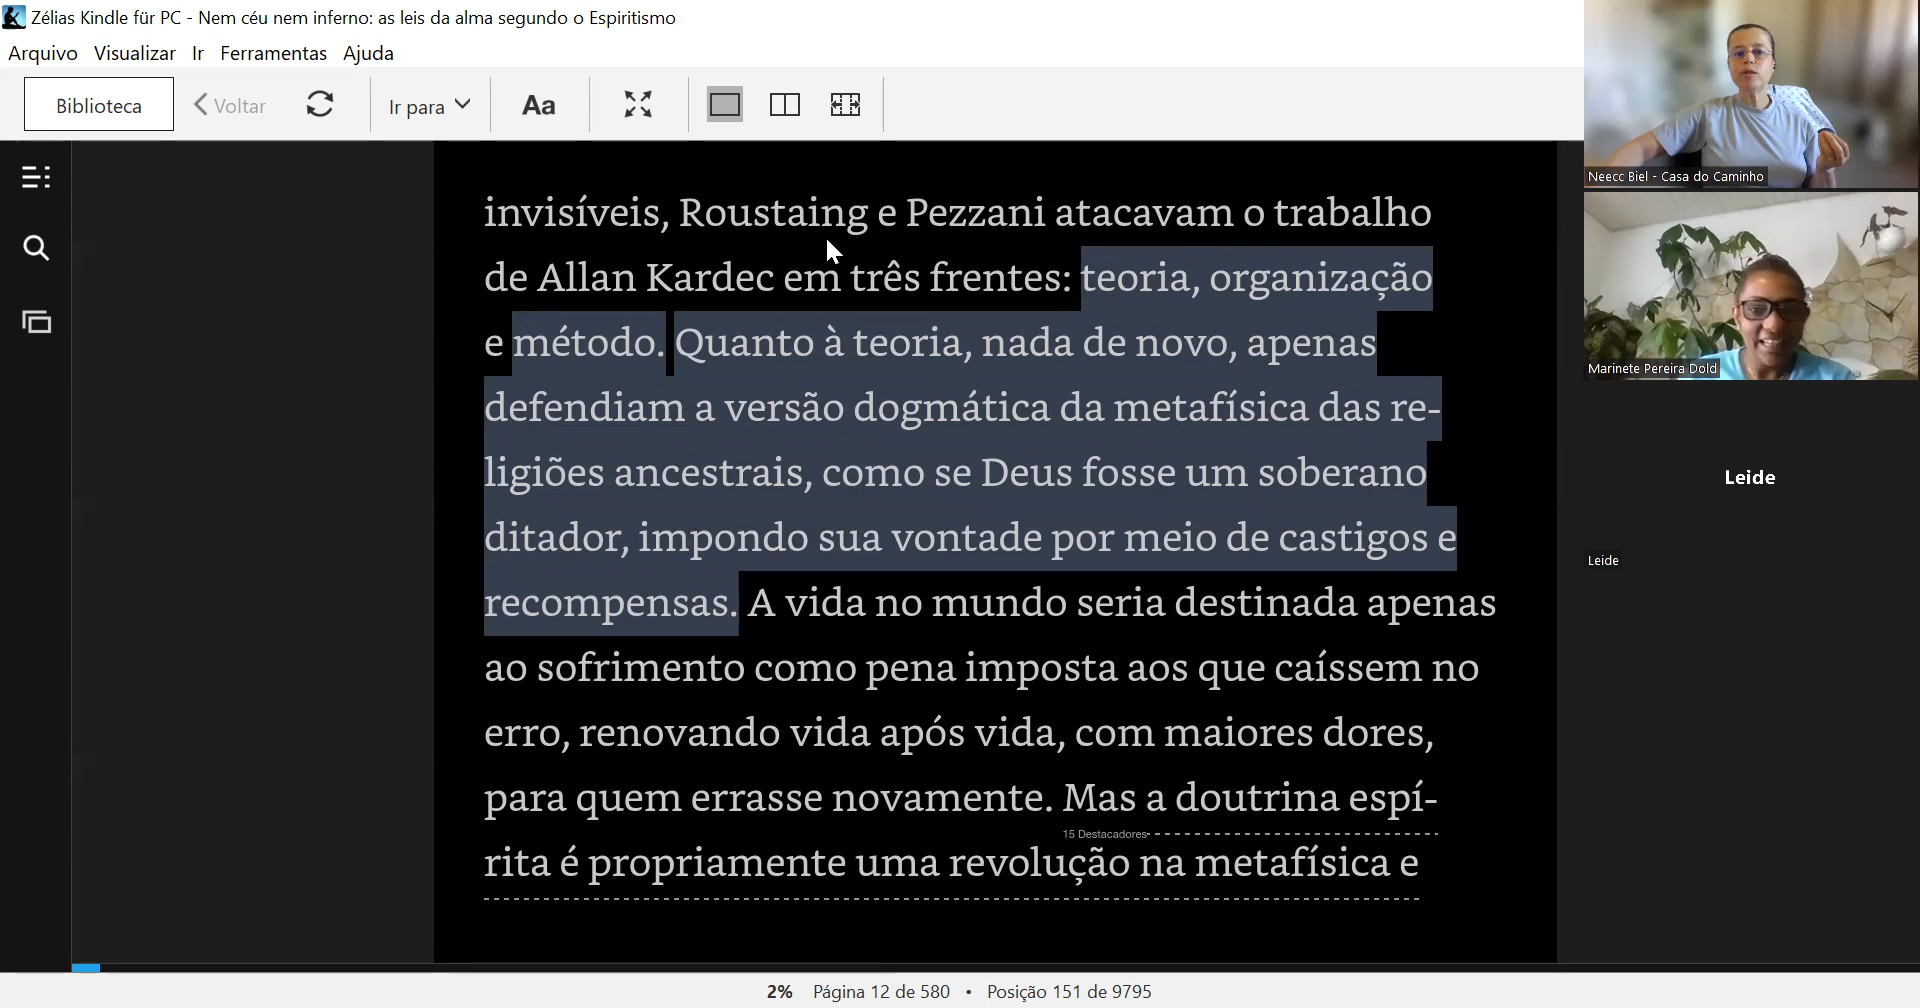 Zélias Kindle für PC - Nem céu nem inferno: as leis da alma segundo o Espiritismo
Arquivo Visualizar Ir Ferramentas Ajuda
Biblioteca Voltar Ir para Aa
invisíveis, Roustaing e Pezzani atacavam o trabalho
de Allan Kardec em três frentes: teoria, organização
e método. Quanto à teoria, nada de novo, apenas
defendiam a versão dogmática da metafísica das re-
ligiões ancestrais, como se Deus fosse um soberano
ditador, impondo sua vontade por meio de castigos e
recompensas. A vida no mundo seria destinada apenas
ao sofrimento como pena imposta aos que caíssem no
erro, renovando vida após vida, com maiores dores,
para quem errasse novamente. Mas a doutrina espí-
15 Destacadores
rita é propriamente uma revolução na metafísica e
2% Página 12 de 580 • Posição 151 de 9795
Neecc Biel - Casa do Caminho
Marinete Pereira Dold
Leide
Leide